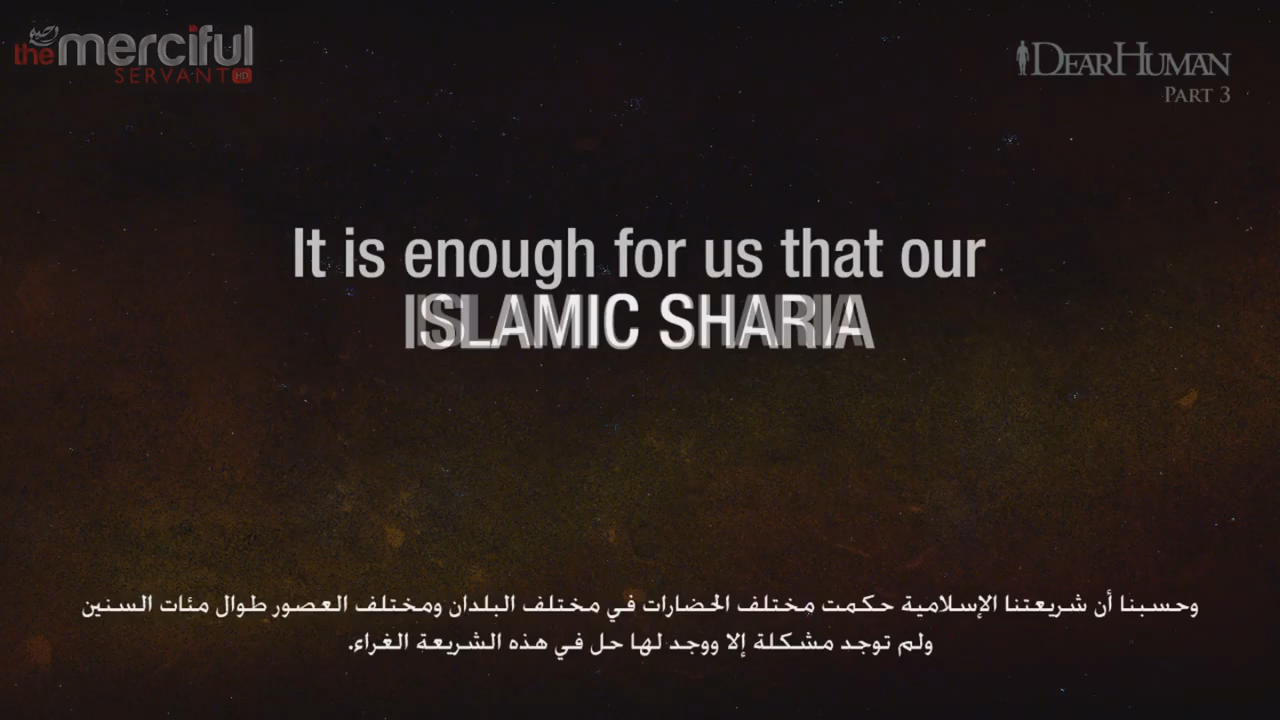 the merciful
SERVANT HD
DEARHUMAN
PART 3
It is enough for us that our
ISLAMIC SHARIA
وحسبنا أن شريعتنا الإسلامية حكمت مختلف الحضارات في مختلف البلدان ومختلف العصور طوال مئات السنين
ولم توجد مشكلة إلا ووجد لها حل في هذه الشريعة الغراء.